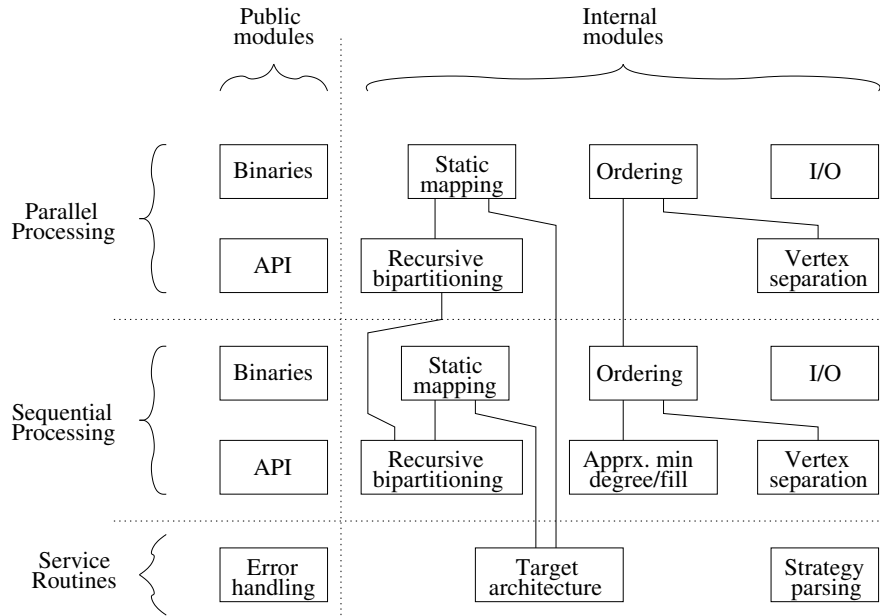 Public
modules
Internal
modules
Parallel
Processing
Binaries
Static
mapping
Ordering
I/O
API
Recursive
bipartitioning
Vertex
separation
Sequential
Processing
Binaries
Static
mapping
Ordering
I/O
API
Recursive
bipartitioning
Apprx. min
degree/fill
Vertex
separation
Service
Routines
Error
handling
Target
architecture
Strategy
parsing